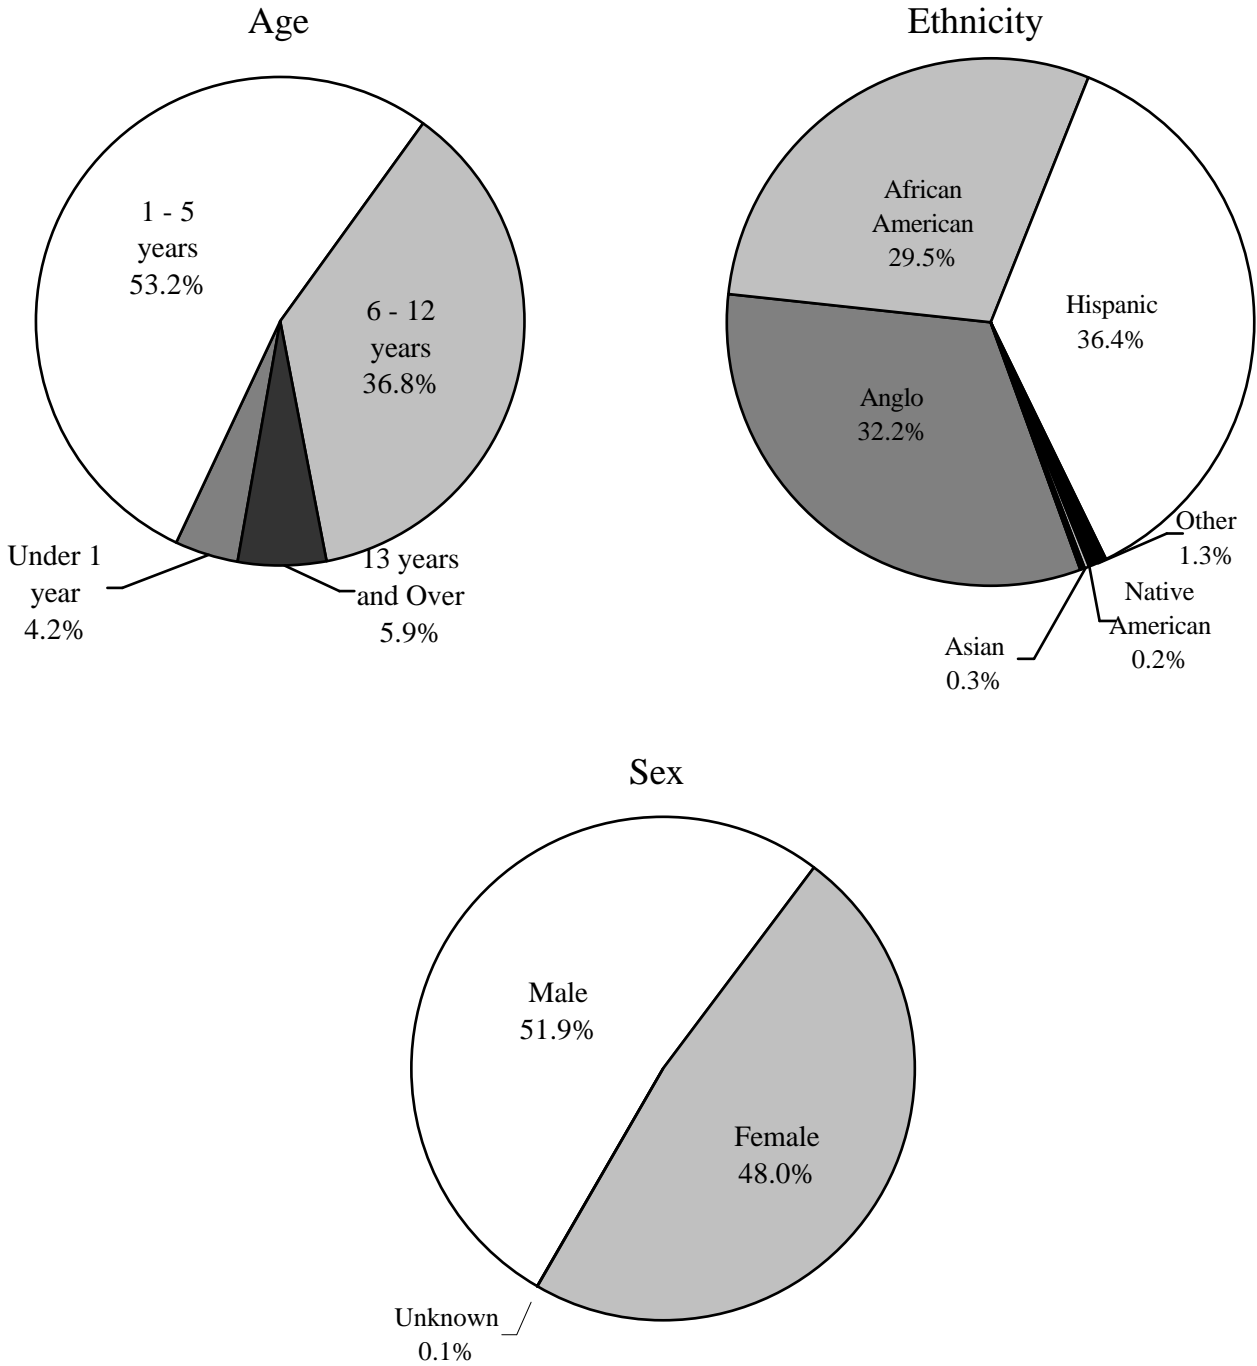 Age
1 - 5
years
53.2%
6 - 12
years
36.8%
Under 1
year
4.2%
13 years
and Over
5.9%
Ethnicity
African
American
29.5%
Hispanic
36.4%
Anglo
32.2%
Other
1.3%
Native
American
0.2%
Asian
0.3%
Sex
Male
51.9%
Female
48.0%
Unknown
0.1%